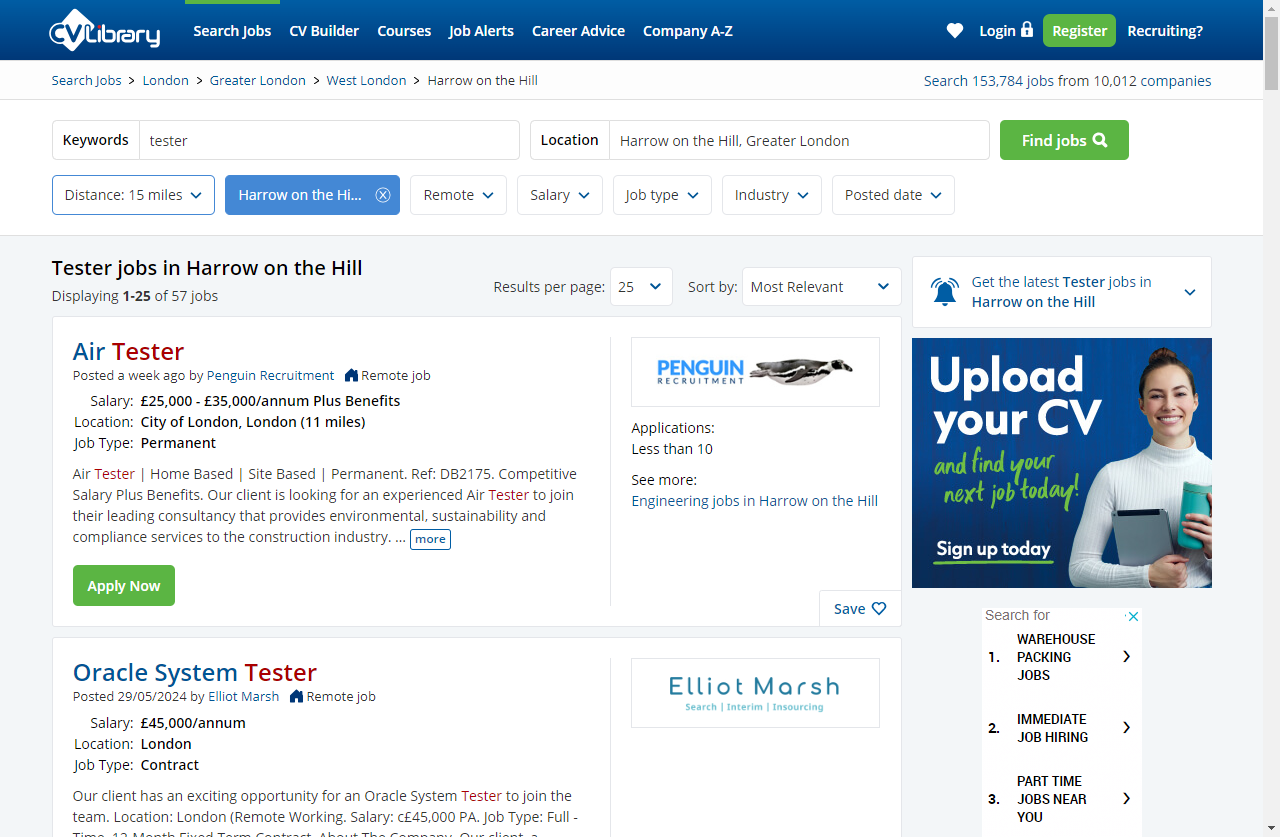 CVLibrary
Search Jobs CV Builder Courses Job Alerts Career Advice Company A-Z
Login Register Recruiting?
Search Jobs > London > Greater London > West London > Harrow on the Hill
Search 153,784 jobs from 10,012 companies
Keywords tester
Location Harrow on the Hill, Greater London
Find jobs
Distance: 15 miles Harrow on the Hi... Remote Salary Job type Industry Posted date
Tester jobs in Harrow on the Hill
Displaying 1-25 of 57 jobs
Results per page: 25 Sort by: Most Relevant
Air Tester
Posted a week ago by Penguin Recruitment Remote job
Salary: £25,000 - £35,000/annum Plus Benefits
Location: City of London, London (11 miles)
Job Type: Permanent
Air Tester | Home Based | Site Based | Permanent. Ref: DB2175. Competitive
Salary Plus Benefits. Our client is looking for an experienced Air Tester to join
their leading consultancy that provides environmental, sustainability and
compliance services to the construction industry. ... more
Apply Now
PENGUIN
RECRUITMENT
Applications:
Less than 10
See more:
Engineering jobs in Harrow on the Hill
Save
Oracle System Tester
Posted 29/05/2024 by Elliot Marsh Remote job
Salary: £45,000/annum
Location: London
Job Type: Contract
Our client has an exciting opportunity for an Oracle System Tester to join the
team. Location: London (Remote Working. Salary: c£45,000 PA. Job Type: Full -
Time, 12 Month Fixed Term Contract. About The Company. Our client, a
Elliot Marsh
Search | Interim | Insourcing
Get the latest Tester jobs in
Harrow on the Hill
Upload
your CV
and find your
next job today!
Sign up today
Search for
1. WAREHOUSE
PACKING
JOBS
2. IMMEDIATE
JOB HIRING
3. PART TIME
JOBS NEAR
YOU